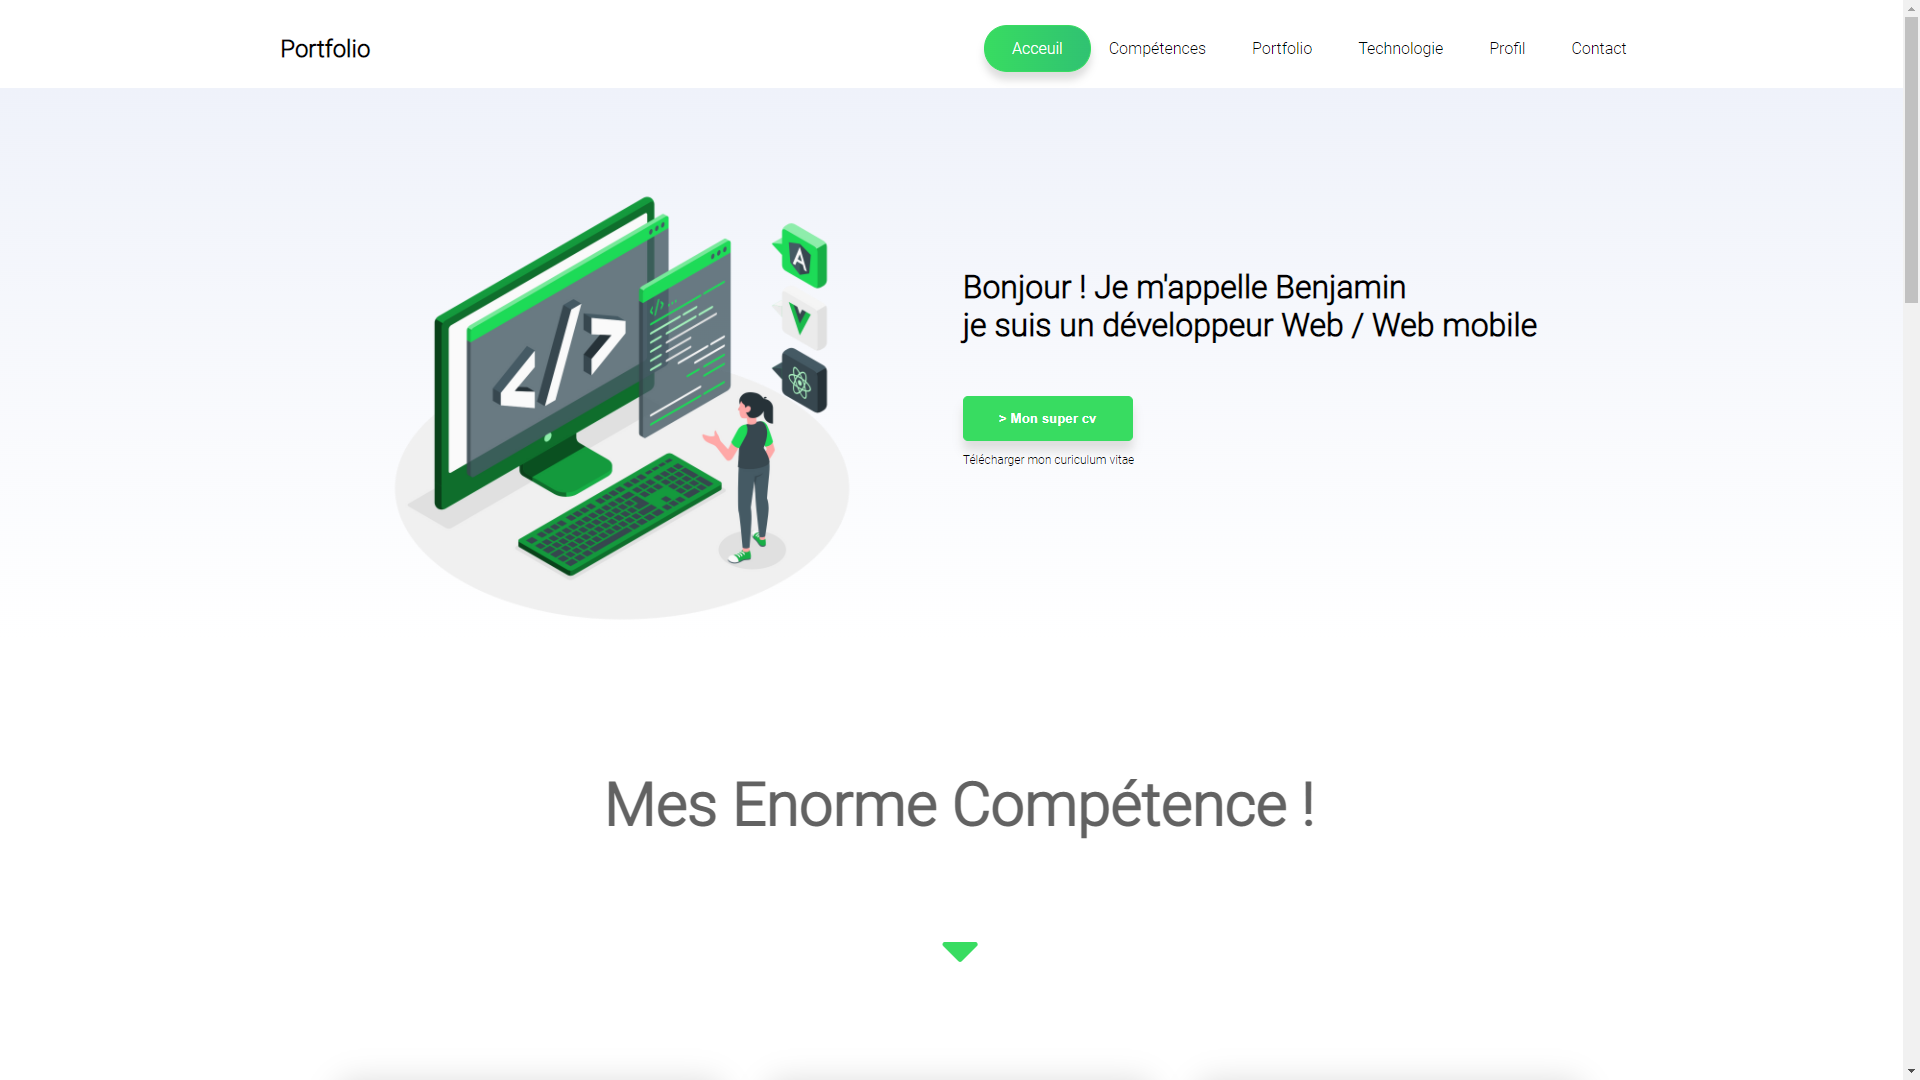 Portfolio
Acceuil
Compétences
Portfolio
Technologie
Profil
Contact
Bonjour ! Je m'appelle Benjamin
je suis un développeur Web / Web mobile
> Mon super cv
Télécharger mon curiculum vitae
Mes Enorme Compétence !